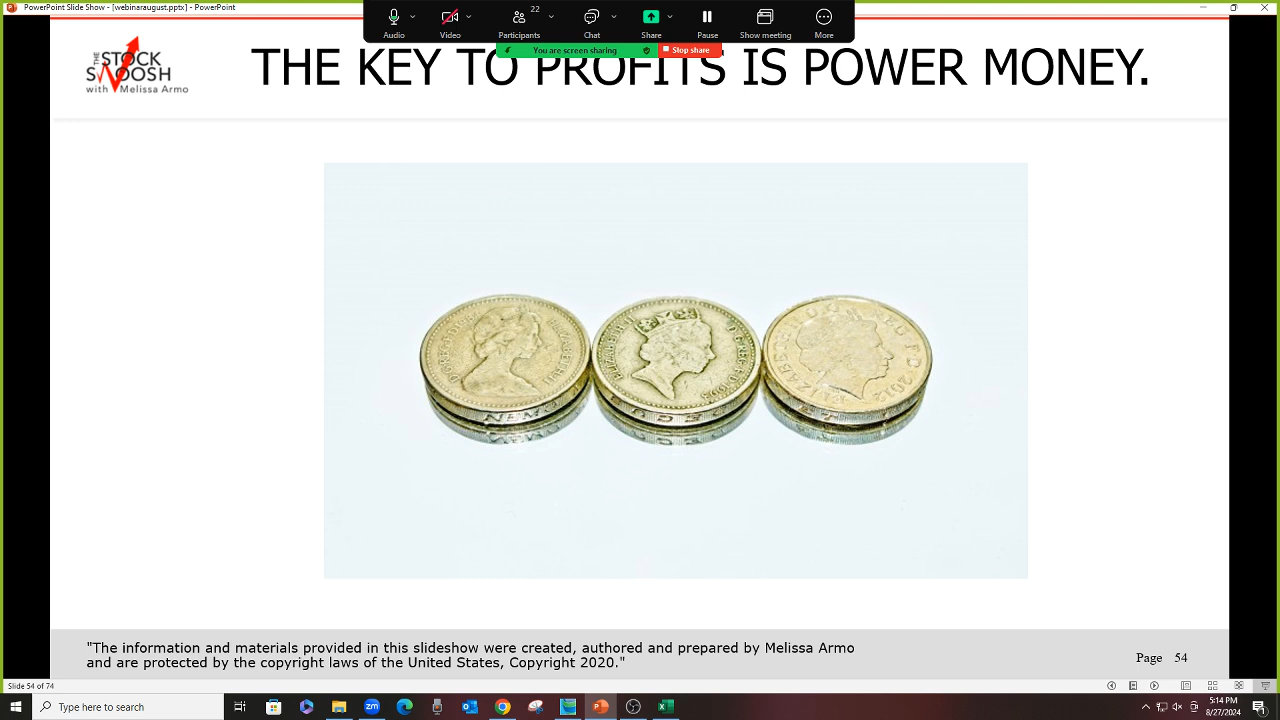 PowerPoint Slide Show - [webinaraugust.pptx] - PowerPoint
22
Audio
Video
Participants
Chat
Share
Pause
Show meeting
More
You are screen sharing
Stop share
THE
STOCK
SWOOSH
with Melissa Armo
THE KEY TO PROFITS IS POWER MONEY.
"The information and materials provided in this slideshow were created, authored and prepared by Melissa Armo
and are protected by the copyright laws of the United States, Copyright 2020."
Page 54
Slide 54 of 74
Type here to search
5:14 PM
8/27/2024